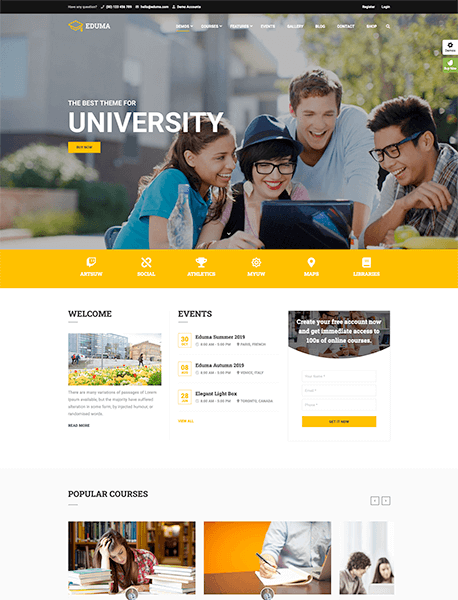 Have any question?
(00) 123 456 789
hello@eduma.com
Demo Accounts
Register
Login
EDUMA
DEMOS
COURSES
FEATURES
EVENTS
GALLERY
BLOG
CONTACT
SHOP
THE BEST THEME FOR
UNIVERSITY
BUY NOW
ARTSUW
SOCIAL
ATHLETICS
MYUW
MAPS
LIBRARIES
WELCOME
There are many variations of passages of Lorem
Ipsum available, but the majority have suffered
alteration in some form, by injected humour or
randomised words.
READ MORE
EVENTS
30
Eduma Summer 2019
8:00 AM - 5:00 PM
PARIS, FRENCH
08
Eduma Autumn 2019
8:00 AM - 5:00 PM
VENICE, ITALY
28
Elegant Light Box
8:00 AM - 5:00 PM
TORONTO, CANADA
VIEW ALL
Create your free account now
and get immediate access to
100s of online courses.
Your Name *
Email *
Phone *
GET IT NOW
POPULAR COURSES